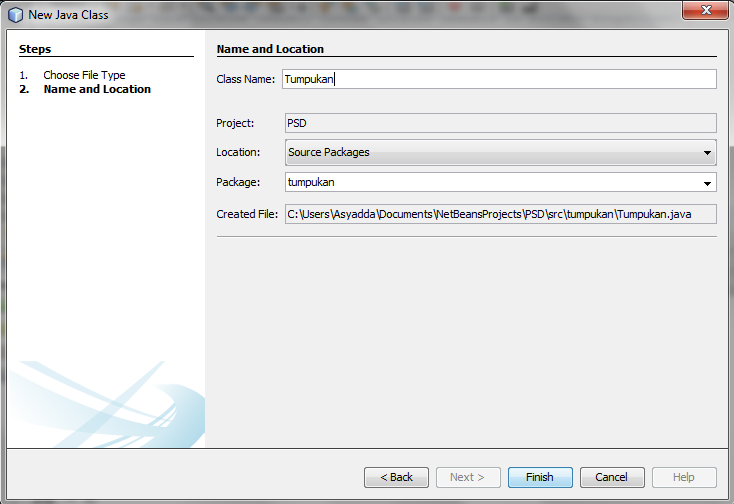 New Java Class
Steps
1. Choose File Type
2. Name and Location
Name and Location
Class Name: Tumpukan
Project: PSD
Location: Source Packages
Package: tumpukan
Created File: C:\Users\Asyadda\Documents\NetBeansProjects\PSD\src\tumpukan\Tumpukan.java
< Back Next > Finish Cancel Help